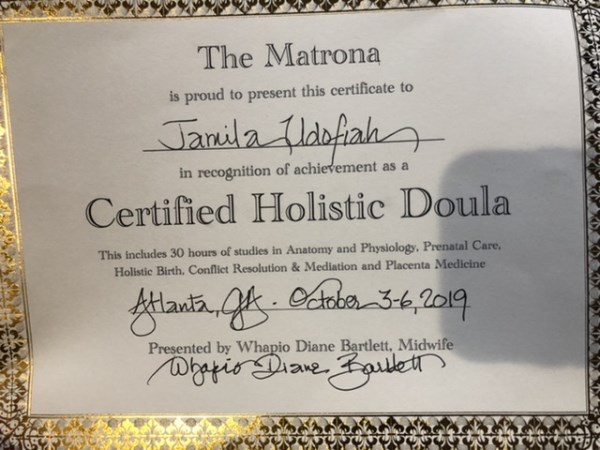 The Matrona
is proud to present this certificate to
Jamila Udofiah
in recognition of achievement as a
Certified Holistic Doula
This includes 30 hours of studies in Anatomy and Physiology, Prenatal Care,
Holistic Birth, Conflict Resolution & Mediation and Placenta Medicine
Atlanta, GA. October 3-6, 2019
Presented by Whapio Diane Bartlett, Midwife
Whapio Diane Bartlett